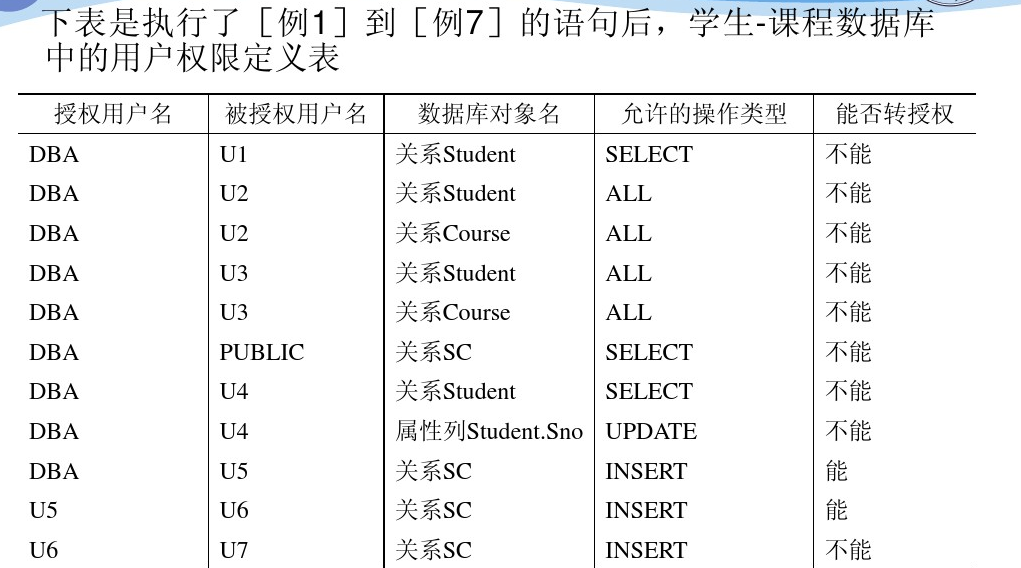 下表是执行了［例1］到［例7］的语句后，学生-课程数据库
中的用户权限定义表
授权用户名 被授权用户名 数据库对象名 允许的操作类型 能否转授权
DBA U1 关系Student SELECT 不能
DBA U2 关系Student ALL 不能
DBA U2 关系Course ALL 不能
DBA U3 关系Student ALL 不能
DBA U3 关系Course ALL 不能
DBA PUBLIC 关系SC SELECT 不能
DBA U4 关系Student SELECT 不能
DBA U4 属性列Student.Sno UPDATE 不能
DBA U5 关系SC INSERT 能
U5 U6 关系SC INSERT 能
U6 U7 关系SC INSERT 不能